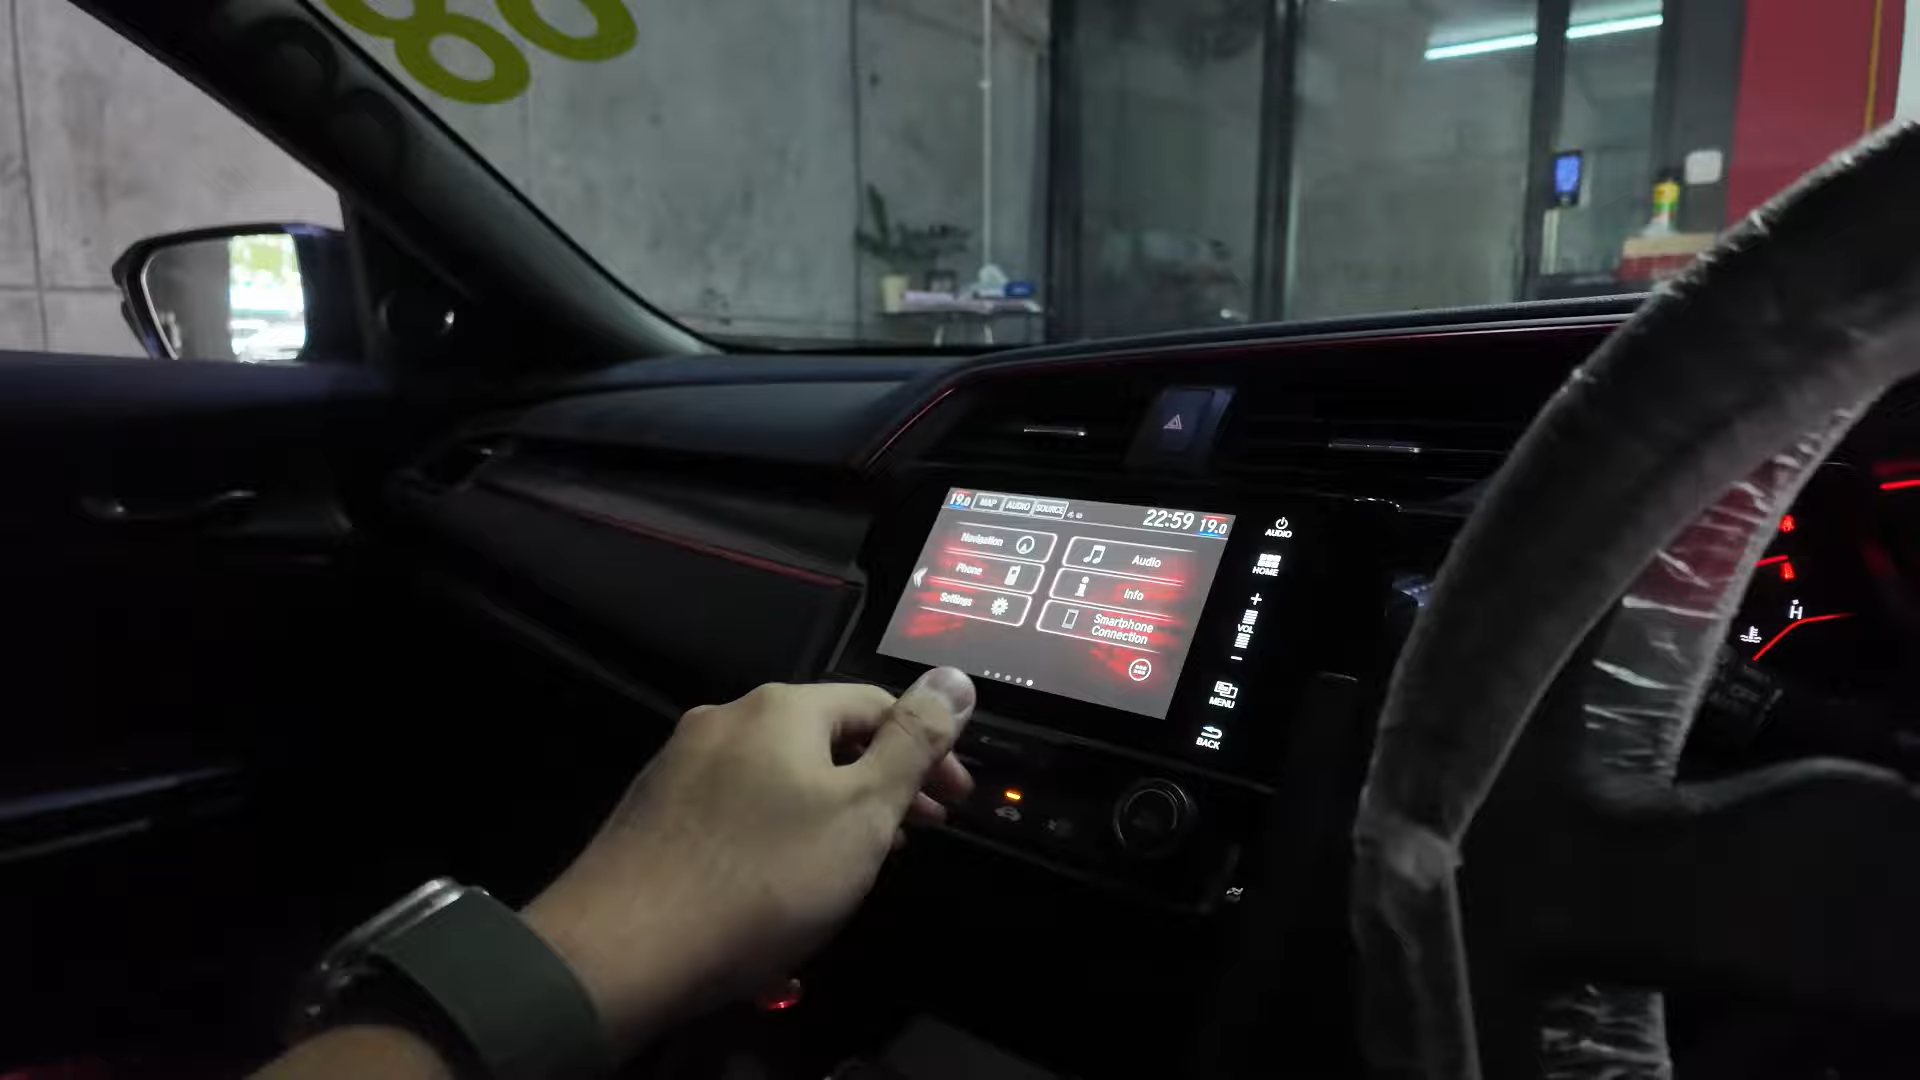 19.0 MAP AUDIO SOURCE 22:59 19.0
Navigation
Audio
Phone
Info
Settings
Smartphone
Connection
AUDIO
HOME
+
VOL
-
MENU
BACK
H